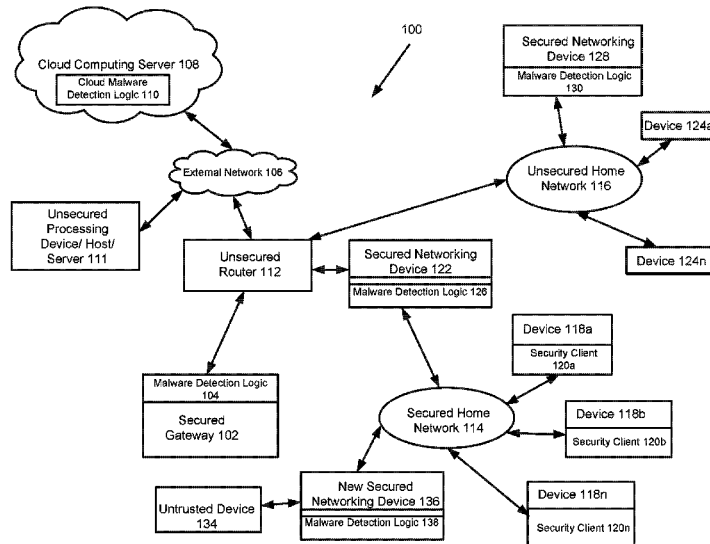 100
Cloud Computing Server 108
Cloud Malware
Detection Logic 110
Secured Networking
Device 128
Malware Detection Logic
130
Device 124a
External Network 106
Unsecured Home
Network 116
Unsecured
Processing
Device/ Host/
Server 111
Unsecured
Router 112
Secured Networking
Device 122
Malware Detection Logic 126
Device 124n
Malware Detection Logic
104
Secured
Gateway 102
Device 118a
Security Client
120a
Secured Home
Network 114
Device 118b
Security Client 120b
Untrusted Device
134
New Secured
Networking Device 136
Malware Detection Logic 138
Device 118n
Security Client 120n